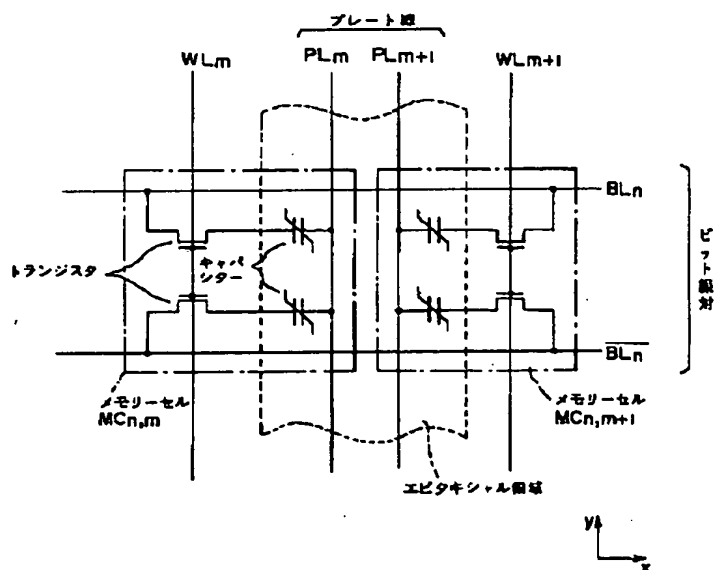 プレート線
WLm PLm PLm+1 WLm+1
BLn
トランジスタ
キャパ
シター
ビット線対
BLn
メモリーセル
MCn,m
メモリーセル
MCn,m+1
エピタキシャル領域
y
x